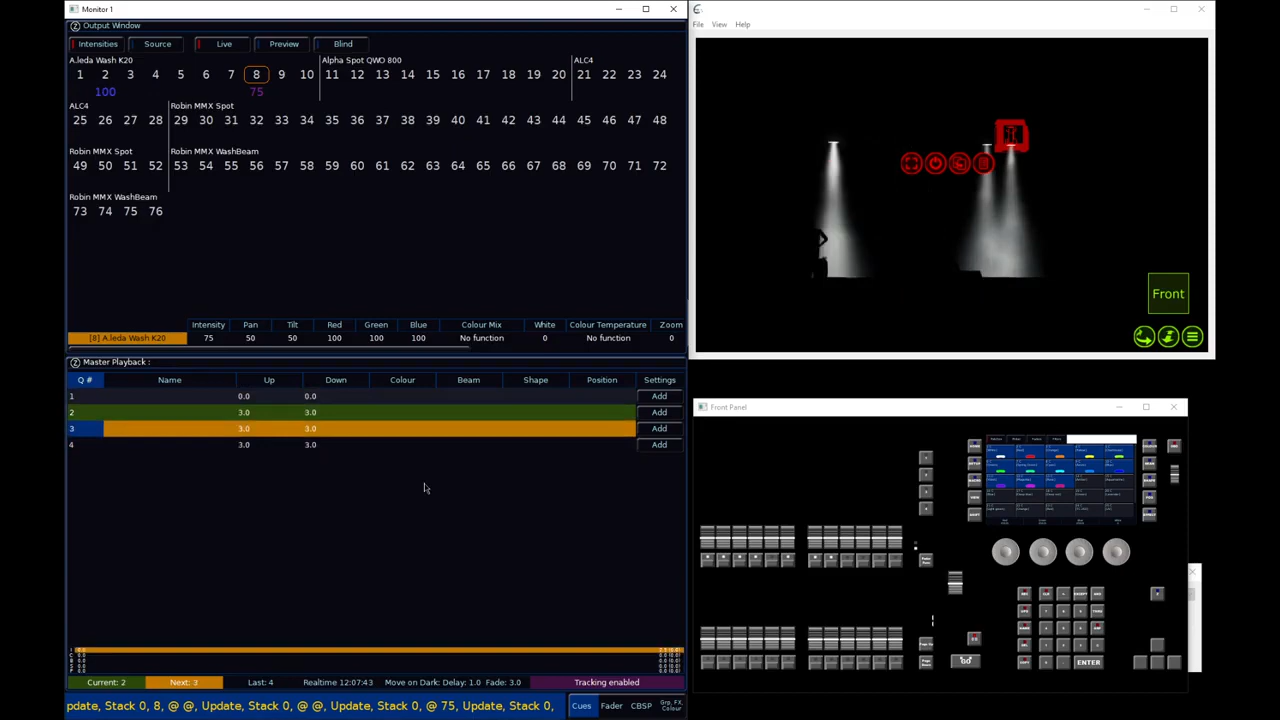 Monitor 1
Output Window
Intensities Source Live Preview Blind
A.leda Wash K20 Alpha Spot QWO 800 ALC4
1 2 3 4 5 6 7 8 9 10 11 12 13 14 15 16 17 18 19 20 21 22 23 24
100 75
ALC4 Robin MMX Spot
25 26 27 28 29 30 31 32 33 34 35 36 37 38 39 40 41 42 43 44 45 46 47 48
Robin MMX Spot Robin MMX WashBeam
49 50 51 52 53 54 55 56 57 58 59 60 61 62 63 64 65 66 67 68 69 70 71 72
Robin MMX WashBeam
73 74 75 76
Intensity Pan Tilt Red Green Blue Colour Mix White Colour Temperature Zoom
[8] A.leda Wash K20 75 50 50 100 100 100 No function 0 No function 0
Master Playback :
Q # Name Up Down Colour Beam Shape Position Settings
1 0.0 0.0 Add
2 3.0 3.0 Add
3 3.0 3.0 Add
4 3.0 3.0 Add
Current: 2 Next: 3 Last: 4 Realtime 12:07:43 Move on Dark: Delay: 1.0 Fade: 3.0 Tracking enabled
pdate, Stack 0, 8, @ @, Update, Stack 0, @ @, Update, Stack 0, @ 75, Update, Stack 0,
Cues Fader CBSP Grp, FX, Colour
File View Help
Front
Front Panel
GO
ENTER